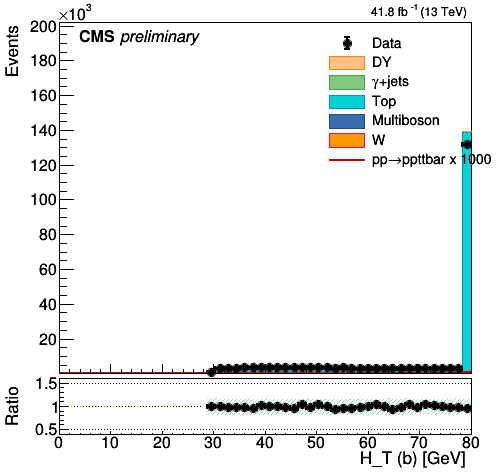 ×10³
41.8 fb⁻¹ (13 TeV)
CMS preliminary
Events
200
180
160
140
120
100
80
60
40
20
Data
DY
γ+jets
Top
Multiboson
W
pp→ppttbar x 1000
Ratio
1.5
1
0.5
0 10 20 30 40 50 60 70 80
H_T (b) [GeV]